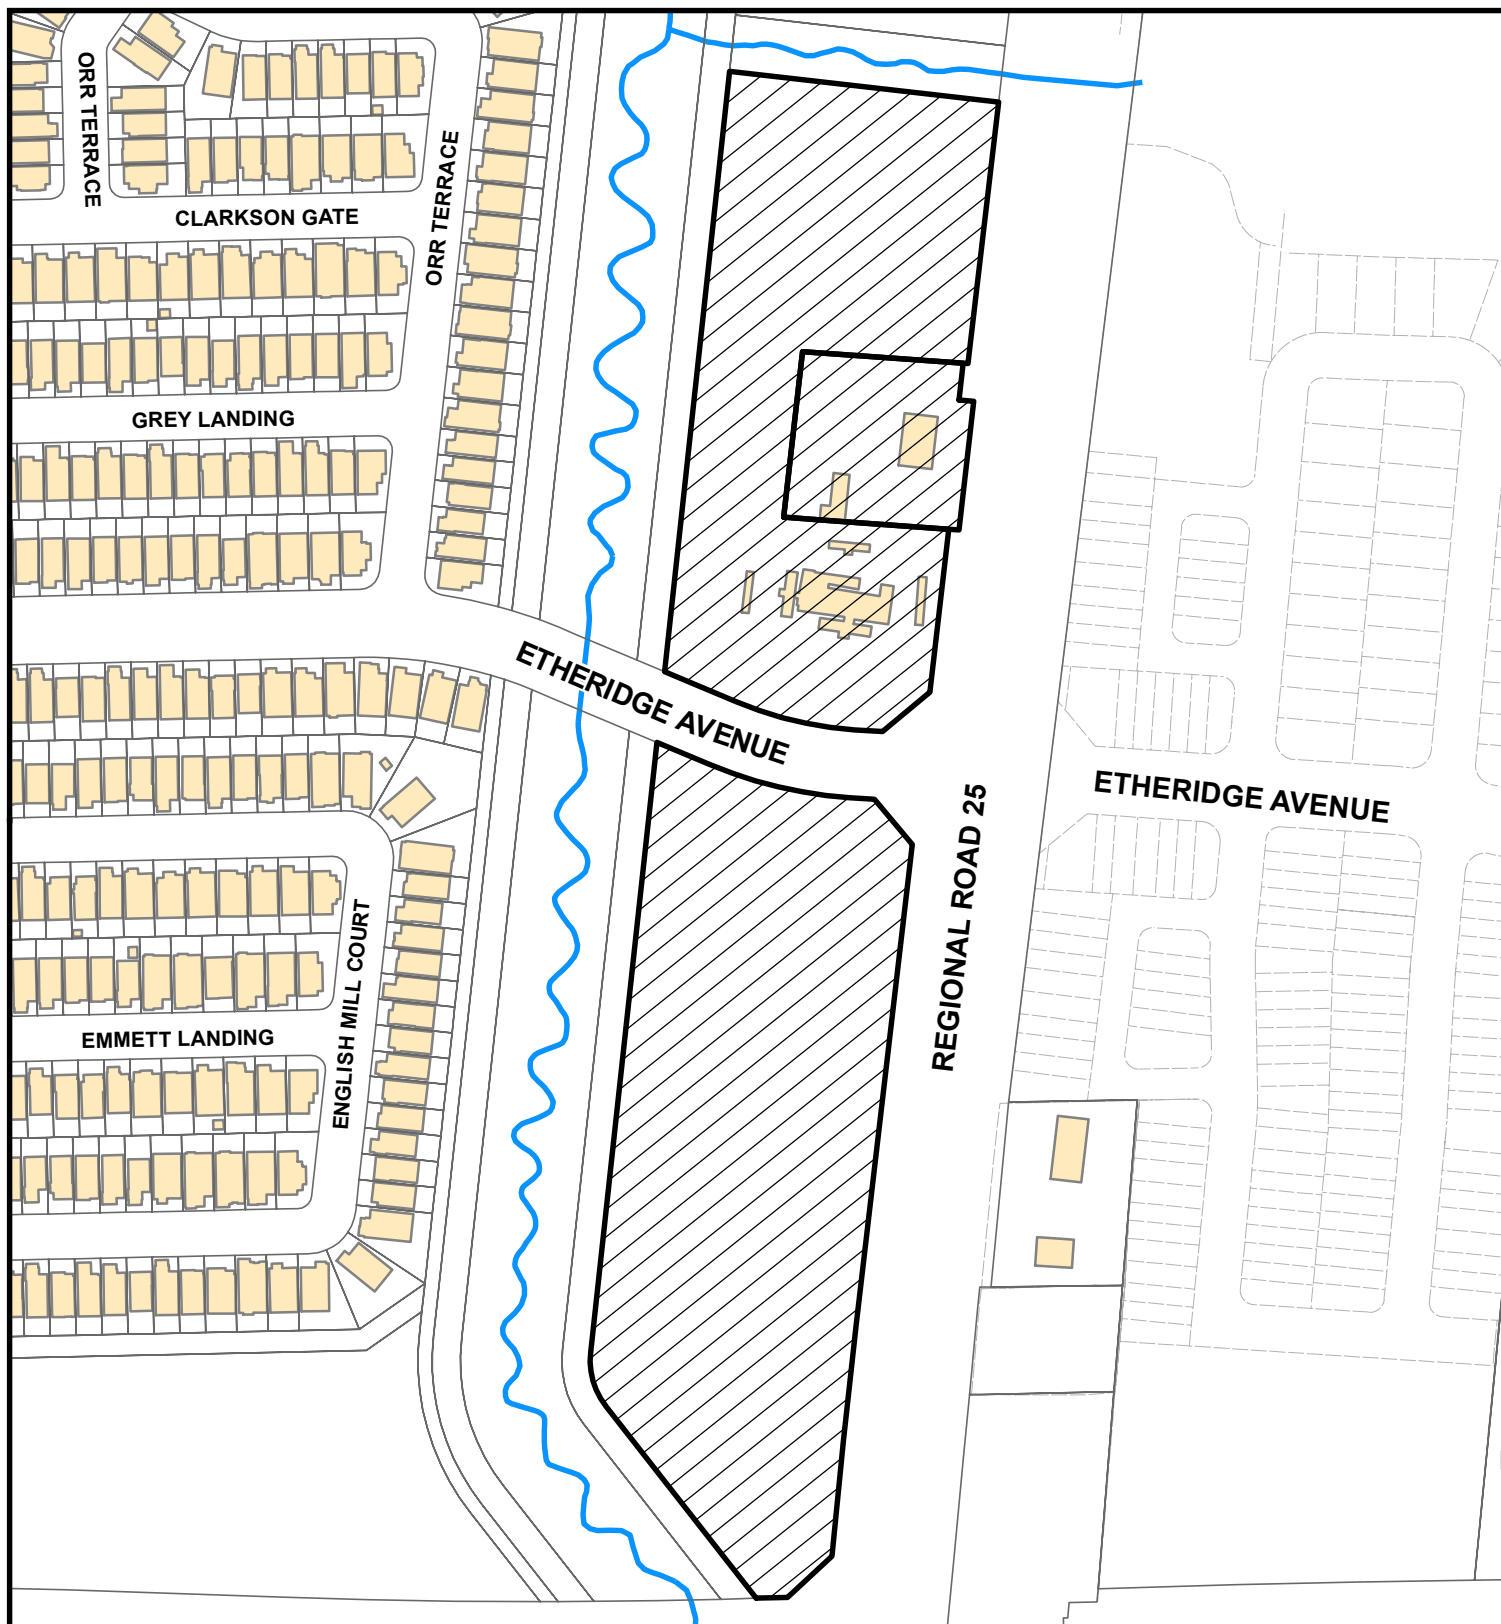 ORR TERRACE
CLARKSON GATE
ORR TERRACE
GREY LANDING
ETHERIDGE AVENUE
ETHERIDGE AVENUE
REGIONAL ROAD 25
ENGLISH MILL COURT
EMMETT LANDING